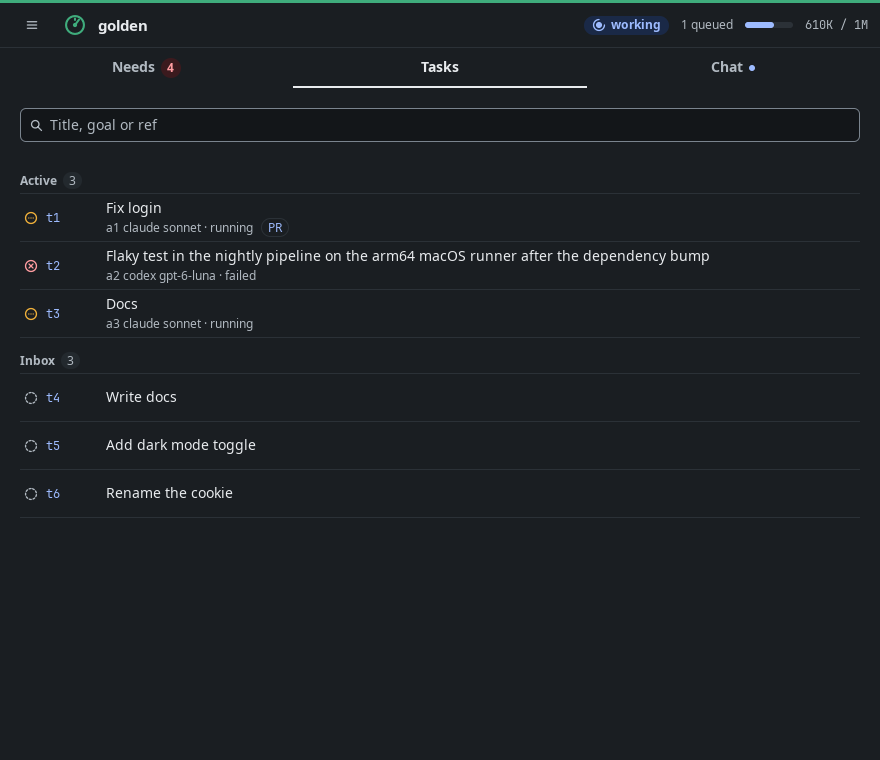 golden
working
1 queued
610K / 1M
Needs 4
Tasks
Chat
Title, goal or ref
Active 3
t1
Fix login
a1 claude sonnet · running PR
t2
Flaky test in the nightly pipeline on the arm64 macOS runner after the dependency bump
a2 codex gpt-6-luna · failed
t3
Docs
a3 claude sonnet · running
Inbox 3
t4 Write docs
t5 Add dark mode toggle
t6 Rename the cookie